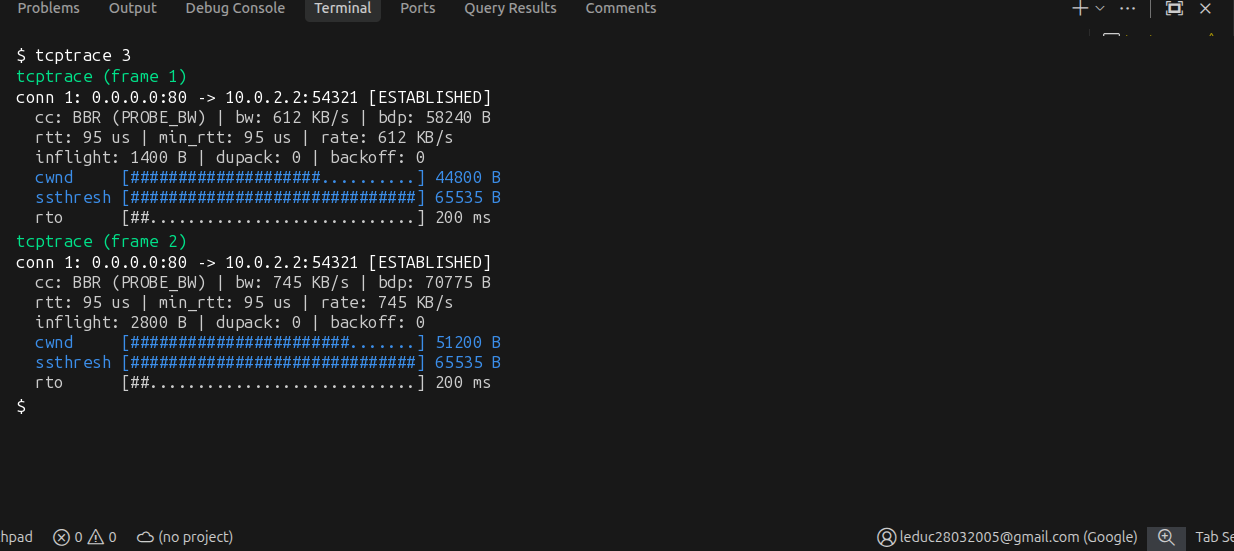 Problems Output Debug Console Terminal Ports Query Results Comments
$ tcptrace 3
tcptrace (frame 1)
conn 1: 0.0.0.0:80 -> 10.0.2.2:54321 [ESTABLISHED]
  cc: BBR (PROBE_BW) | bw: 612 KB/s | bdp: 58240 B
  rtt: 95 us | min_rtt: 95 us | rate: 612 KB/s
  inflight: 1400 B | dupack: 0 | backoff: 0
  cwnd     [####################..........] 44800 B
  ssthresh [##############################] 65535 B
  rto      [##............................] 200 ms
tcptrace (frame 2)
conn 1: 0.0.0.0:80 -> 10.0.2.2:54321 [ESTABLISHED]
  cc: BBR (PROBE_BW) | bw: 745 KB/s | bdp: 70775 B
  rtt: 95 us | min_rtt: 95 us | rate: 745 KB/s
  inflight: 2800 B | dupack: 0 | backoff: 0
  cwnd     [#######################.......] 51200 B
  ssthresh [##############################] 65535 B
  rto      [##............................] 200 ms
$
hpad 0 0 (no project) leduc28032005@gmail.com (Google) Tab Se